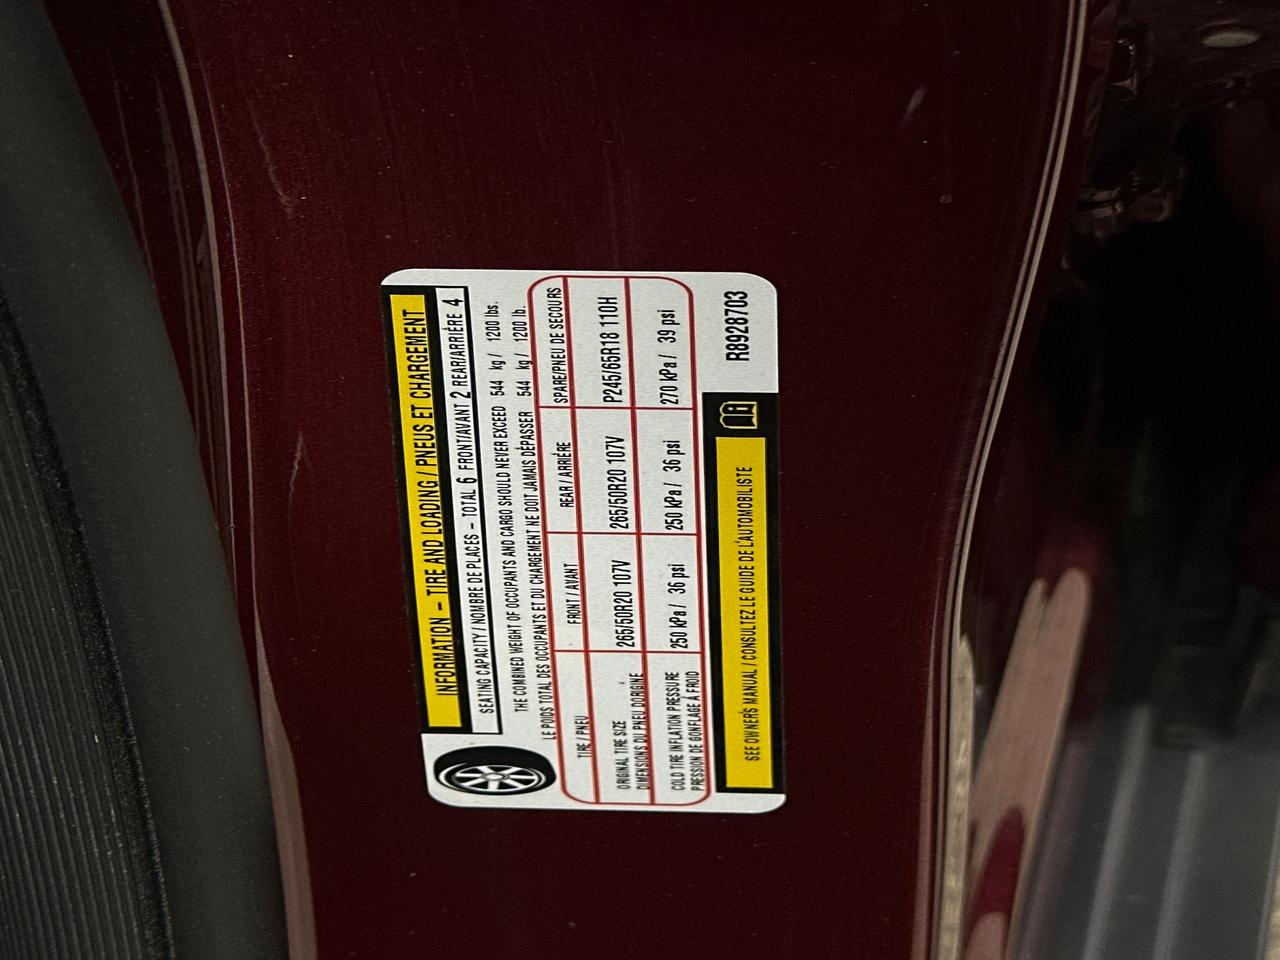 INFORMATION – TIRE AND LOADING / PNEUS ET CHARGEMENT
SEATING CAPACITY / NOMBRE DE PLACES – TOTAL 6 FRONT/AVANT 2 REAR/ARRIÉRE 4
THE COMBINED WEIGHT OF OCCUPANTS AND CARGO SHOULD NEVER EXCEED 544 kg / 1200 lbs.
LE POIDS TOTAL DES OCCUPANTS ET DU CHARGEMENT NE DOIT JAMAIS DÉPASSER 544 kg / 1200 lb.
TIRE / PNEU FRONT / AVANT REAR / ARRIÉRE SPARE/PNEU DE SECOURS
ORIGINAL TIRE SIZE
DIMENSIONS DU PNEU D'ORIGINE
265/50R20 107V 265/50R20 107V P245/65R18 110H
COLD TIRE INFLATION PRESSURE
PRESSION DE GONFLAGE À FROID
250 kPa / 36 psi 250 kPa / 36 psi 270 kPa / 39 psi
SEE OWNER'S MANUAL / CONSULTEZ LE GUIDE DE L'AUTOMOBILISTE
R8928703